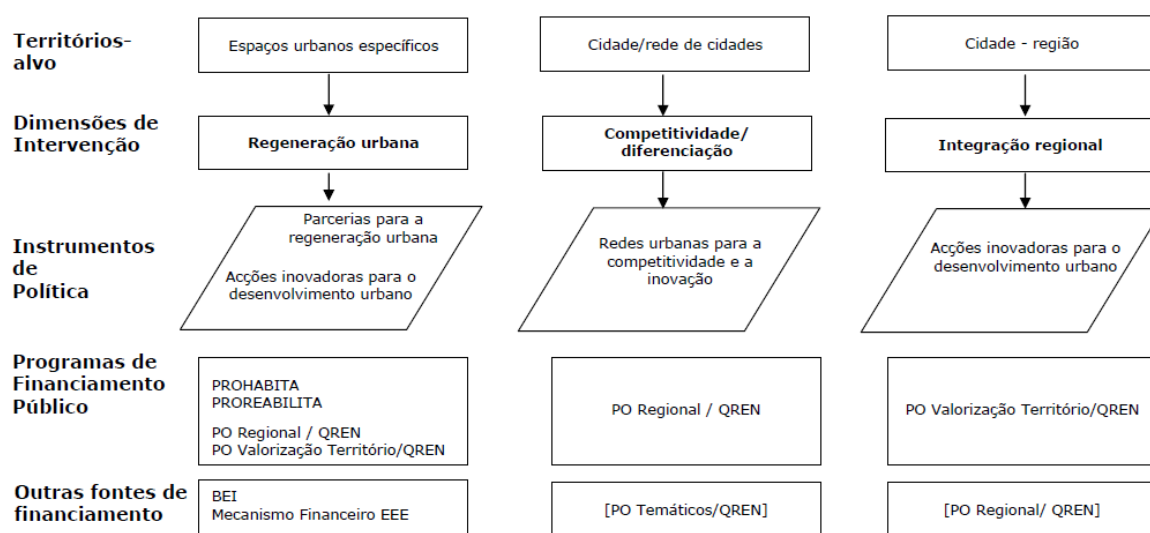 Territórios-
alvo
Espaços urbanos específicos
Cidade/rede de cidades
Cidade - região
Dimensões de
Intervenção
Regeneração urbana
Competitividade/
diferenciação
Integração regional
Instrumentos
de
Política
Parcerias para a
regeneração urbana
Acções inovadoras para o
desenvolvimento urbano
Redes urbanas para a
competitividade e a
inovação
Acções inovadoras para o
desenvolvimento urbano
Programas de
Financiamento
Público
PROHABITA
PROREABILITA
PO Regional / QREN
PO Valorização Território/QREN
PO Regional / QREN
PO Valorização Território/QREN
Outras fontes de
financiamento
BEI
Mecanismo Financeiro EEE
[PO Temáticos/QREN]
[PO Regional/ QREN]